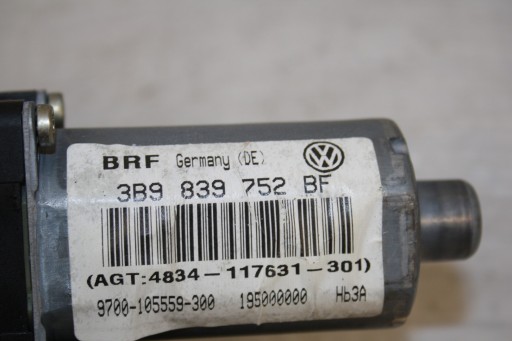 BRF Germany (DE)
3B9 839 752 BF
(AGT:4834-117631-301)
9700-105559-300 195000000 Hb3A